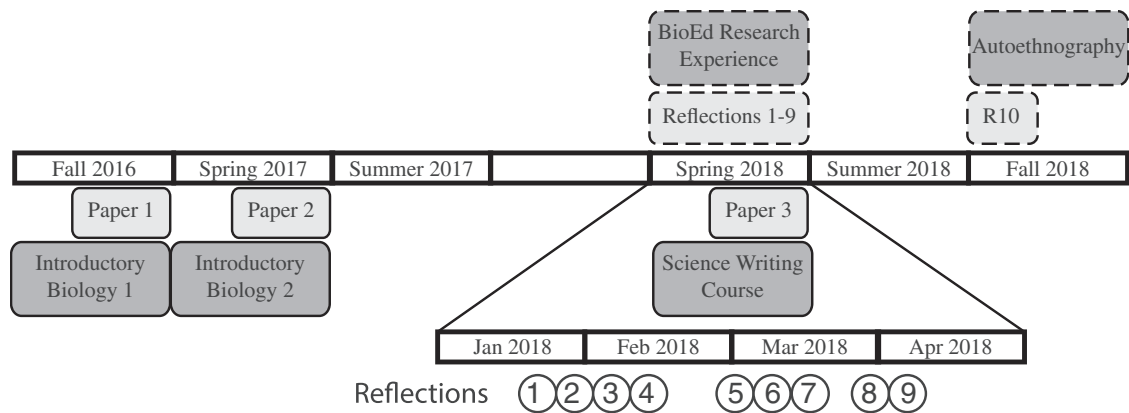 BioEd Research
Experience
Autoethnography
Reflections 1-9
R10
Fall 2016
Spring 2017
Summer 2017
Spring 2018
Summer 2018
Fall 2018
Paper 1
Paper 2
Paper 3
Introductory
Biology 1
Introductory
Biology 2
Science Writing
Course
Jan 2018
Feb 2018
Mar 2018
Apr 2018
Reflections 1 2 3 4 5 6 7 8 9